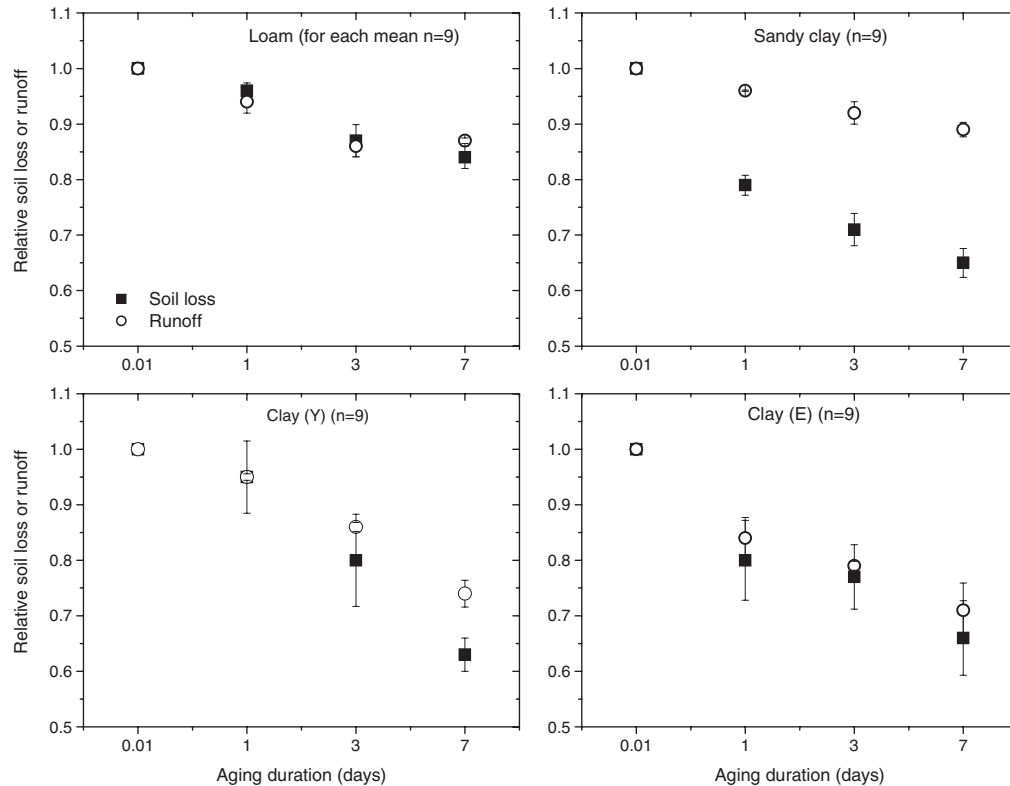 Loam (for each mean n=9)
Relative soil loss or runoff
1.1
1.0
0.9
0.8
0.7
0.6
0.5
Soil loss
Runoff
0.01 1 3 7
Sandy clay (n=9)
1.1
1.0
0.9
0.8
0.7
0.6
0.5
0.01 1 3 7
Clay (Y) (n=9)
Relative soil loss or runoff
1.1
1.0
0.9
0.8
0.7
0.6
0.5
0.01 1 3 7
Aging duration (days)
Clay (E) (n=9)
1.1
1.0
0.9
0.8
0.7
0.6
0.5
0.01 1 3 7
Aging duration (days)